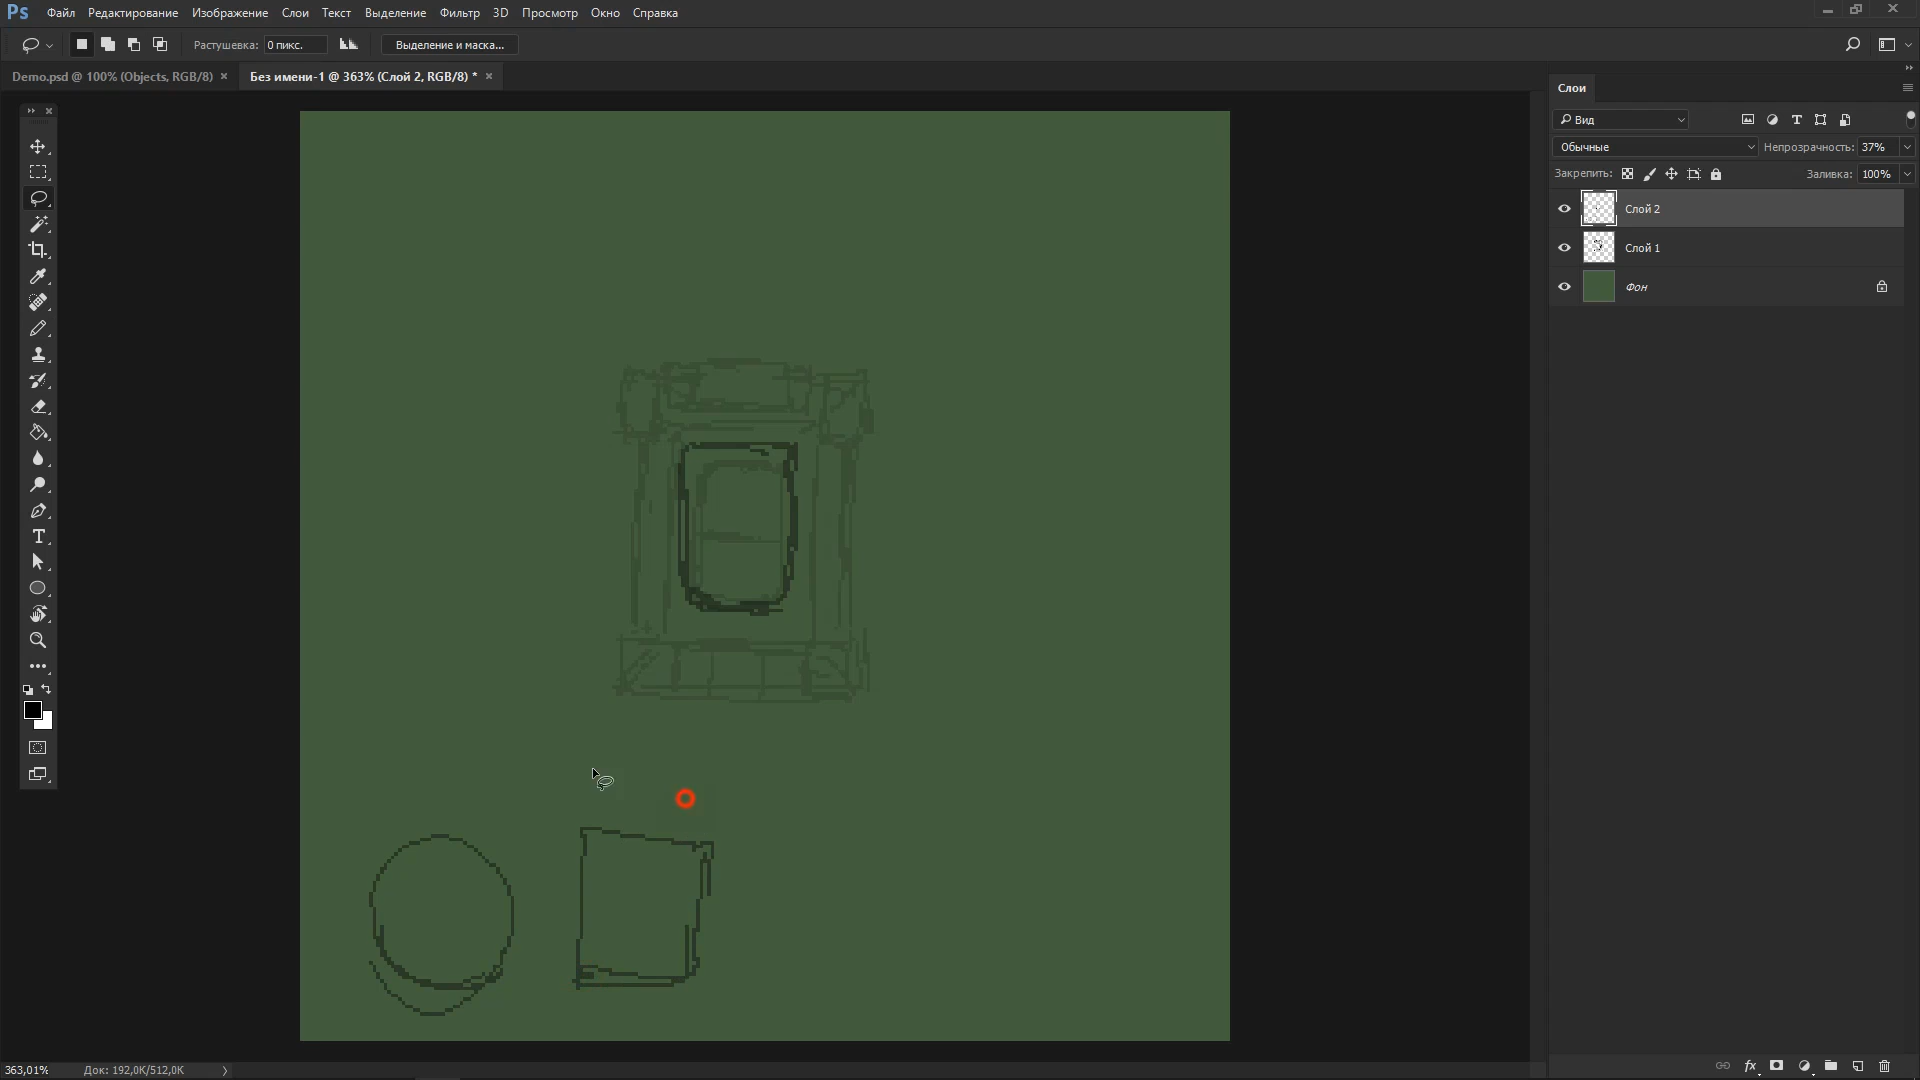 Ps Файл Редактирование Изображение Слои Текст Выделение Фильтр 3D Просмотр Окно Справка
Растушевка: 0 пикс. Выделение и маска...
Demo.psd @ 100% (Objects, RGB/8) × Без имени-1 @ 363% (Слой 2, RGB/8) * ×
Слои
Вид
Обычные Непрозрачность: 37%
Закрепить: Заливка: 100%
Слой 2
Слой 1
Фон
363,01% Док: 192,0K/512,0K